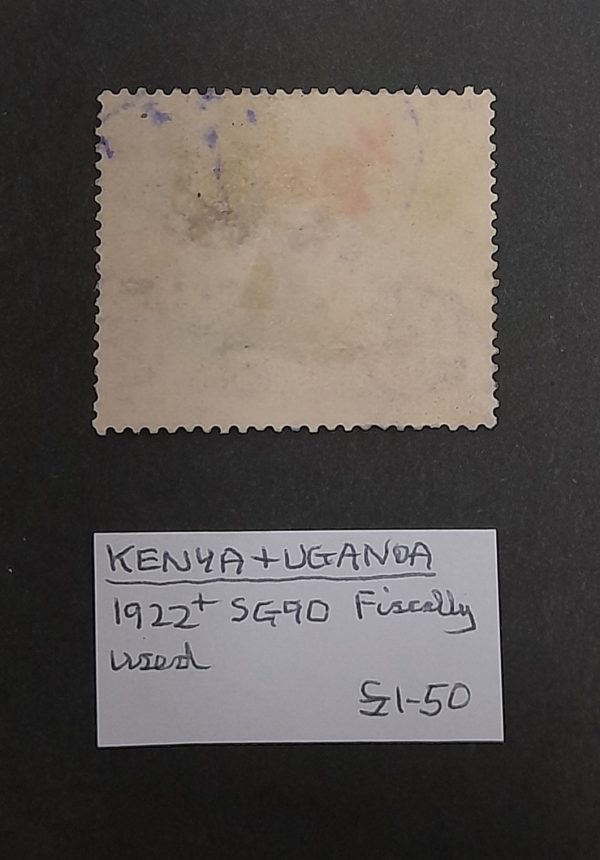 KENYA + UGANDA
1922+ SG90 Fiscally
used
£1-50